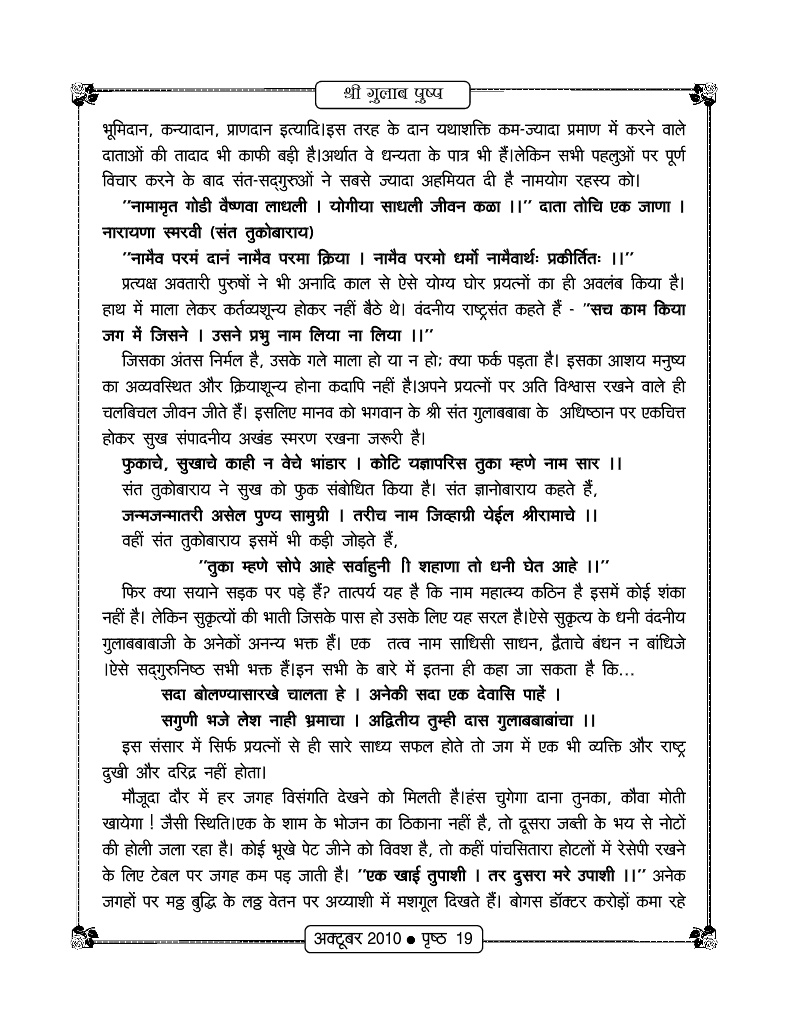 श्री गुलाब पुष्प
भूमिदान, कन्यादान, प्राणदान इत्यादि।इस तरह के दान यथाशक्ति कम-ज्यादा प्रमाण में करने वाले
दाताओं की तादाद भी काफी बड़ी है।अर्थात वे धन्यता के पात्र भी हैं।लेकिन सभी पहलुओं पर पूर्ण
विचार करने के बाद संत-सद्‌गुरुओं ने सबसे ज्यादा अहमियत दी है नामयोग रहस्य को।
"नामामृत गोडी वैष्णवा लाधली । योगीया साधली जीवन कळा ।।" दाता तोचि एक जाणा ।
नारायणा स्मरवी (संत तुकोबाराय)
"नामैव परमं दानं नामैव परमा क्रिया । नामैव परमो धर्मो नामैवार्थः प्रकीर्तितः ।।"
प्रत्यक्ष अवतारी पुरुषों ने भी अनादि काल से ऐसे योग्य घोर प्रयत्नों का ही अवलंब किया है।
हाथ में माला लेकर कर्तव्यशून्य होकर नहीं बैठे थे। वंदनीय राष्ट्रसंत कहते हैं - "सच काम किया
जग में जिसने । उसने प्रभु नाम लिया ना लिया ।।"
जिसका अंतस निर्मल है, उसके गले माला हो या न हो; क्या फर्क पड़ता है। इसका आशय मनुष्य
का अव्यवस्थित और क्रियाशून्य होना कदापि नहीं है।अपने प्रयत्नों पर अति विश्वास रखने वाले ही
चलबिचल जीवन जीते हैं। इसलिए मानव को भगवान के श्री संत गुलाबबाबा के अधिष्ठान पर एकचित्त
होकर सुख संपादनीय अखंड स्मरण रखना जरूरी है।
फुकाचे, सुखाचे काही न वेचे भांडार । कोटि यज्ञापरिस तुका म्हणे नाम सार ।।
संत तुकोबाराय ने सुख को फुक संबोधित किया है। संत ज्ञानोबाराय कहते हैं,
जन्मजन्मातरी असेल पुण्य सामुग्री । तरीच नाम जिव्हाग्री येईल श्रीरामाचे ।।
वहीं संत तुकोबाराय इसमें भी कड़ी जोड़ते हैं,
"तुका म्हणे सोपे आहे सर्वाहुनी ।ी शहाणा तो धनी घेत आहे ।।"
फिर क्या सयाने सड़क पर पड़े हैं? तात्पर्य यह है कि नाम महात्म्य कठिन है इसमें कोई शंका
नहीं है। लेकिन सुकृत्यों की भाती जिसके पास हो उसके लिए यह सरल है।ऐसे सुकृत्य के धनी वंदनीय
गुलाबबाबाजी के अनेकों अनन्य भक्त हैं। एक तत्व नाम साधिसी साधन, द्वैताचे बंधन न बांधिजे
।ऐसे सद्‌गुरुनिष्ठ सभी भक्त हैं।इन सभी के बारे में इतना ही कहा जा सकता है कि...
सदा बोलण्यासारखे चालता हे । अनेकी सदा एक देवासि पाहें ।
सगुणी भजे लेश नाही भ्रमाचा । अद्वितीय तुम्ही दास गुलाबबाबांचा ।।
इस संसार में सिर्फ प्रयत्नों से ही सारे साध्य सफल होते तो जग में एक भी व्यक्ति और राष्ट्र
दुखी और दरिद्र नहीं होता।
मौजूदा दौर में हर जगह विसंगति देखने को मिलती है।हंस चुगेगा दाना तुनका, कौवा मोती
खायेगा ! जैसी स्थिति।एक के शाम के भोजन का ठिकाना नहीं है, तो दूसरा जब्ती के भय से नोटों
की होली जला रहा है। कोई भूखे पेट जीने को विवश है, तो कहीं पांचसितारा होटलों में रेसेपी रखने
के लिए टेबल पर जगह कम पड़ जाती है। "एक खाई तुपाशी । तर दुसरा मरे उपाशी ।।" अनेक
जगहों पर मठ्ठ बुद्धि के लठ्ठ वेतन पर अय्याशी में मशगूल दिखते हैं। बोगस डॉक्टर करोड़ों कमा रहे
अक्टूबर 2010 ● पृष्ठ 19